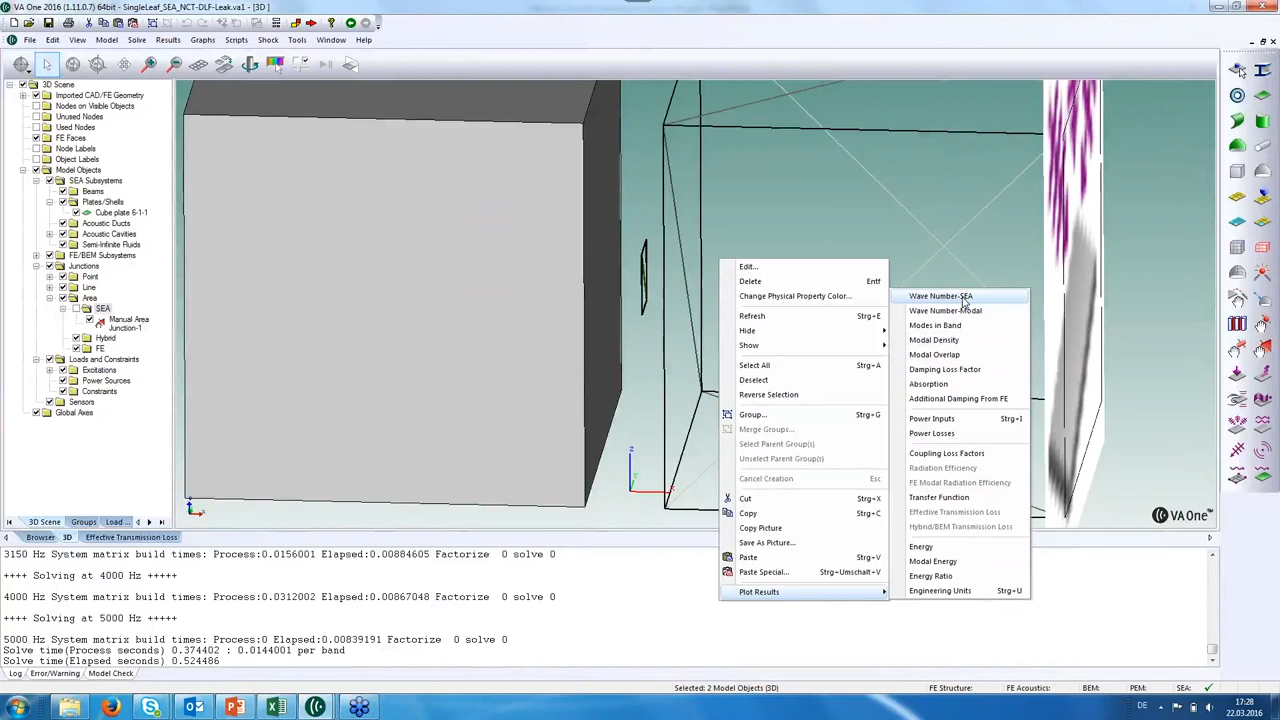 VA One 2016 (11.11.0.7) 64bit - [SingleLeaf_SEA_NCT-DLF-Leak.va1 - [3D ]
File Edit View Model Solve Results Graphs Scripts Shock Tools Window Help
3D Scene
Imported CAD/FE Geometry
Nodes on Visible Objects
Unused Nodes
Used Nodes
FE Faces
Node Labels
Object Labels
Model Objects
SEA Subsystems
Beams
Plates/Shells
Cube plate 6-1-1
Acoustic Ducts
Acoustic Cavities
Semi-Infinite Fluids
FE/BEM Subsystems
Junctions
Point
Line
Area
SEA
Manual Area
Junction-1
Hybrid
FE
Loads and Constraints
Excitations
Power Sources
Constraints
Sensors
Global Axes
3D Scene Groups Load ...
Edit...
Delete Entf
Change Physical Property Color...
Refresh Strg+E
Hide
Show
Select All Strg+A
Deselect
Reverse Selection
Group... Strg+G
Merge Groups...
Select Parent Group(s)
Unselect Parent Group(s)
Cancel Creation Esc
Cut Strg+X
Copy Strg+C
Copy Picture
Save As Picture...
Paste Strg+V
Paste Special... Strg+Umschalt+V
Plot Results
Wave Number-SEA
Wave Number-Modal
Modes in Band
Modal Density
Modal Overlap
Damping Loss Factor
Absorption
Additional Damping From FE
Power Inputs Strg+I
Power Losses
Coupling Loss Factors
Radiation Efficiency
FE Modal Radiation Efficiency
Transfer Function
Effective Transmission Loss
Hybrid/BEM Transmission Loss
Energy
Modal Energy
Energy Ratio
Engineering Units Strg+U
VA One™
Browser 3D Effective Transmission Loss
3150 Hz System matrix build times: Process:0.0156001 Elapsed:0.00884605 Factorize 0 solve 0
++++ Solving at 4000 Hz +++++
4000 Hz System matrix build times: Process:0.0312002 Elapsed:0.00867048 Factorize 0 solve 0
++++ Solving at 5000 Hz +++++
5000 Hz System matrix build times: Process:0 Elapsed:0.00839191 Factorize 0 solve 0
Solve time(Process seconds) 0.374402 : 0.0144001 per band
Solve time(Elapsed seconds) 0.524486
Log Error/Warning Model Check
Selected: 2 Model Objects (3D) FE Structure: FE Acoustics: BEM: PEM: SEA:
DE
17:28
22.03.2016